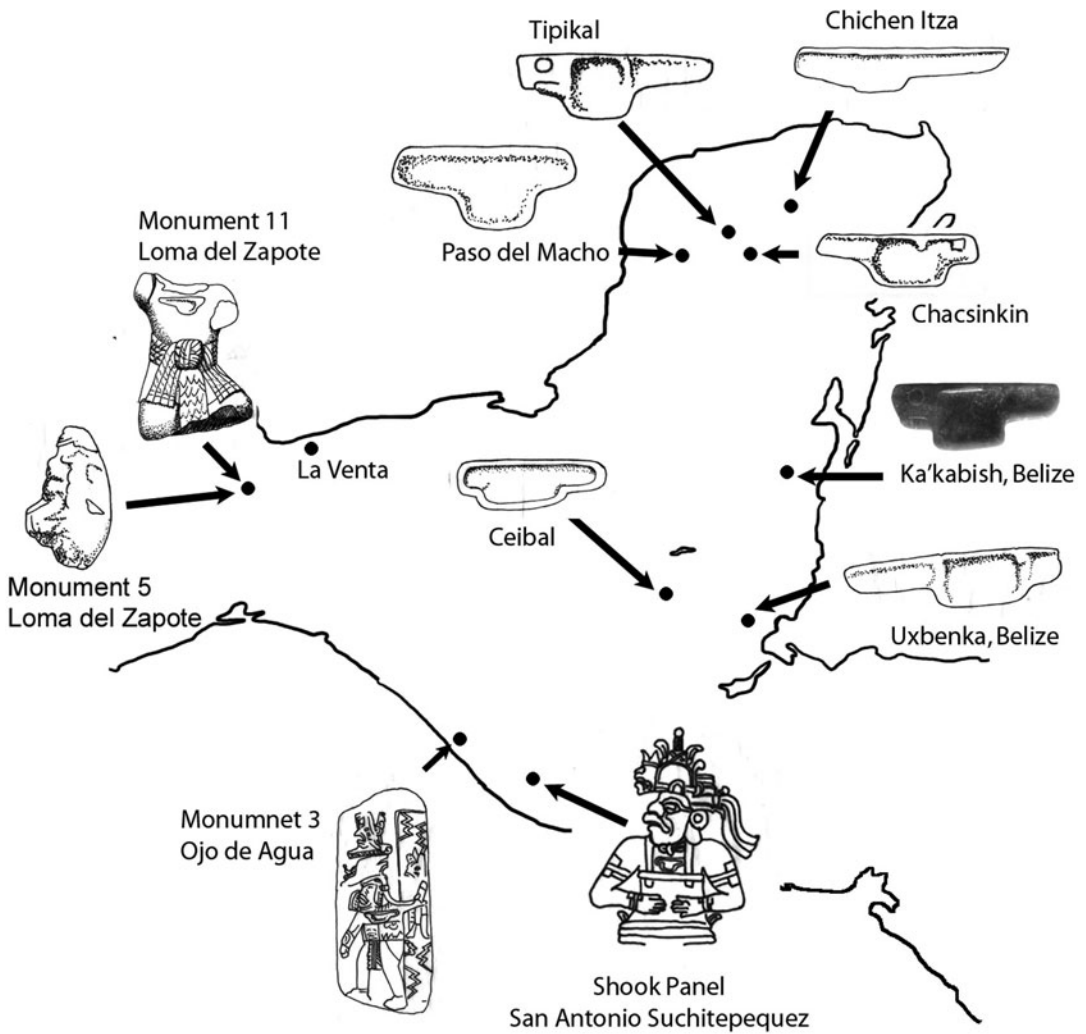 Tipikal
Chichen Itza
Monument 11
Loma del Zapote
Paso del Macho
Chacsinkin
La Venta
Ka'kabish, Belize
Ceibal
Monument 5
Loma del Zapote
Uxbenka, Belize
Monumnet 3
Ojo de Agua
Shook Panel
San Antonio Suchitepequez